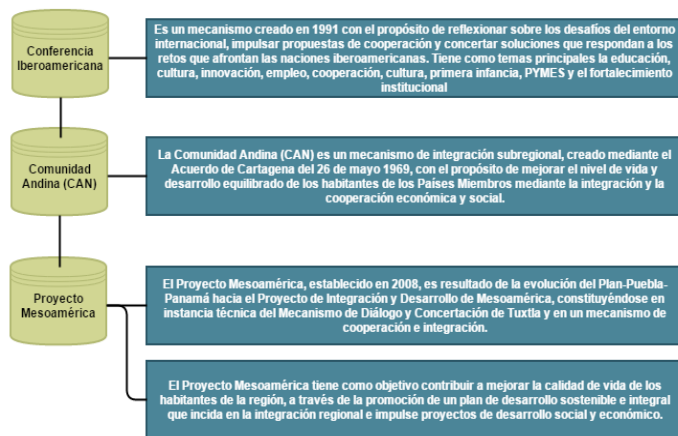 Conferencia
Iberoamericana
Es un mecanismo creado en 1991 con el propósito de reflexionar sobre los desafíos del entorno
internacional, impulsar propuestas de cooperación y concertar soluciones que respondan a los
retos que afrontan las naciones iberoamericanas. Tiene como temas principales la educación,
cultura, innovación, empleo, cooperación, cultura, primera infancia, PYMES y el fortalecimiento
institucional
Comunidad
Andina (CAN)
La Comunidad Andina (CAN) es un mecanismo de integración subregional, creado mediante el
Acuerdo de Cartagena del 26 de mayo 1969, con el propósito de mejorar el nivel de vida y
desarrollo equilibrado de los habitantes de los Países Miembros mediante la integración y la
cooperación económica y social.
Proyecto
Mesoamérica
El Proyecto Mesoamérica, establecido en 2008, es resultado de la evolución del Plan-Puebla-
Panamá hacia el Proyecto de Integración y Desarrollo de Mesoamérica, constituyéndose en
instancia técnica del Mecanismo de Diálogo y Concertación de Tuxtla y en un mecanismo de
cooperación e integración.
El Proyecto Mesoamérica tiene como objetivo contribuir a mejorar la calidad de vida de los
habitantes de la región, a través de la promoción de un plan de desarrollo sostenible e integral
que incida en la integración regional e impulse proyectos de desarrollo social y económico.